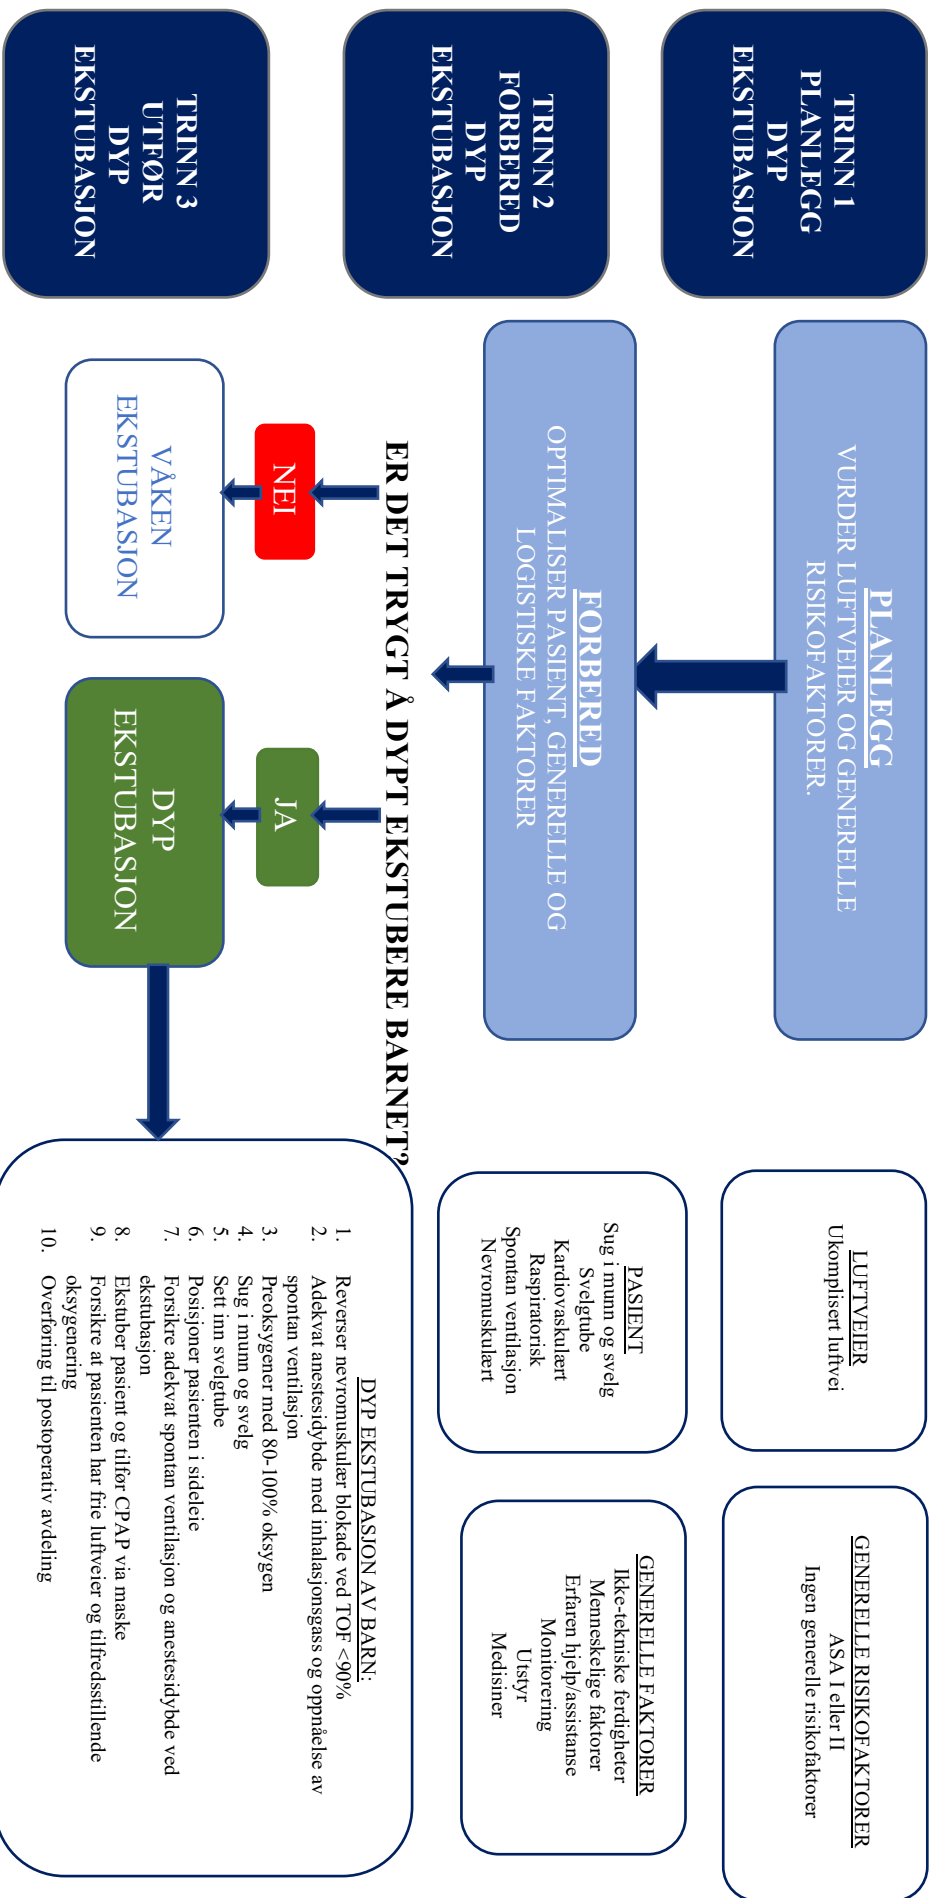 TRINN 1
PLANLEGG
DYP
EKSTUBASJON
PLANLEGG
VURDER LUFTVEIER OG GENERELLE
RISIKOFAKTORER.
LUFTVEIER
Ukomplisert luftvei
GENERELLE RISIKOFAKTORER
ASA I eller II
Ingen generelle risikofaktorer
TRINN 2
FORBERED
DYP
EKSTUBASJON
FORBERED
OPTIMALISER PASIENT, GENERELLE OG
LOGISTISKE FAKTORER
PASIENT
Sug i munn og svelg
Svelgtube
Kardiovaskulært
Raspiratorisk
Spontan ventilasjon
Nevromuskulært
GENERELLE FAKTORER
Ikke-tekniske ferdigheter
Menneskelige faktorer
Erfaren hjelp/assistanse
Monitorering
Utstyr
Medisiner
ER DET TRYGT Å DYPT EKSTUBERE BARNET?
TRINN 3
UTFØR
DYP
EKSTUBASJON
NEI
JA
VÅKEN
EKSTUBASJON
DYP
EKSTUBASJON
DYP EKSTUBASJON AV BARN:
1. Reverser nevromuskulær blokade ved TOF <90%
2. Adekvat anestesidybde med inhalasjonsgass og oppnåelse av
spontan ventilasjon
3. Preoksygener med 80-100% oksygen
4. Sug i munn og svelg
5. Sett inn svelgtube
6. Posisjoner pasienten i sideleie
7. Forsikre adekvat spontan ventilasjon og anestesidybde ved
ekstubasjon
8. Ekstuber pasient og tilfør CPAP via maske
9. Forsikre at pasienten har frie luftveier og tilfredsstillende
oksygenering
10. Overføring til postoperativ avdeling